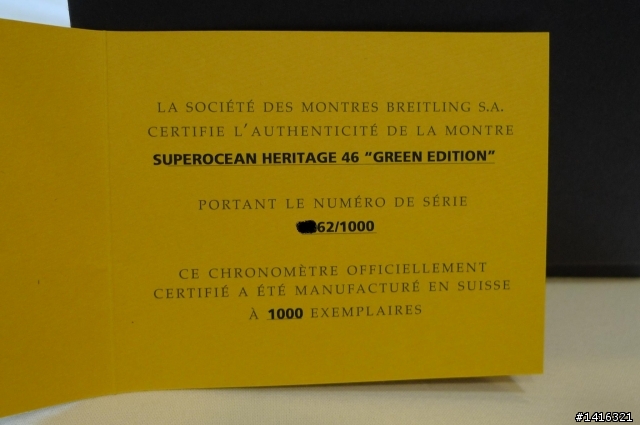 LA SOCIÉTÉ DES MONTRES BREITLING S.A.
CERTIFIE L'AUTHENTICITÉ DE LA MONTRE
SUPEROCEAN HERITAGE 46 "GREEN EDITION"
PORTANT LE NUMÉRO DE SÉRIE
62/1000
CE CHRONOMÈTRE OFFICIELLEMENT
CERTIFIÉ A ÉTÉ MANUFACTURÉ EN SUISSE
À 1000 EXEMPLAIRES
#1416321